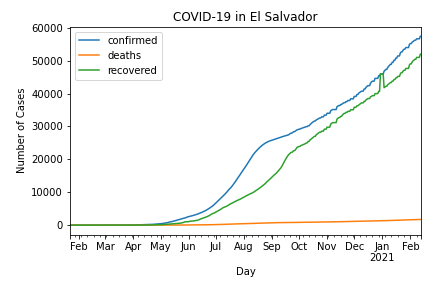 COVID-19 in El Salvador
confirmed
deaths
recovered
Number of Cases
60000
50000
40000
30000
20000
10000
0
Feb Mar Apr May Jun Jul Aug Sep Oct Nov Dec Jan Feb
2021
Day